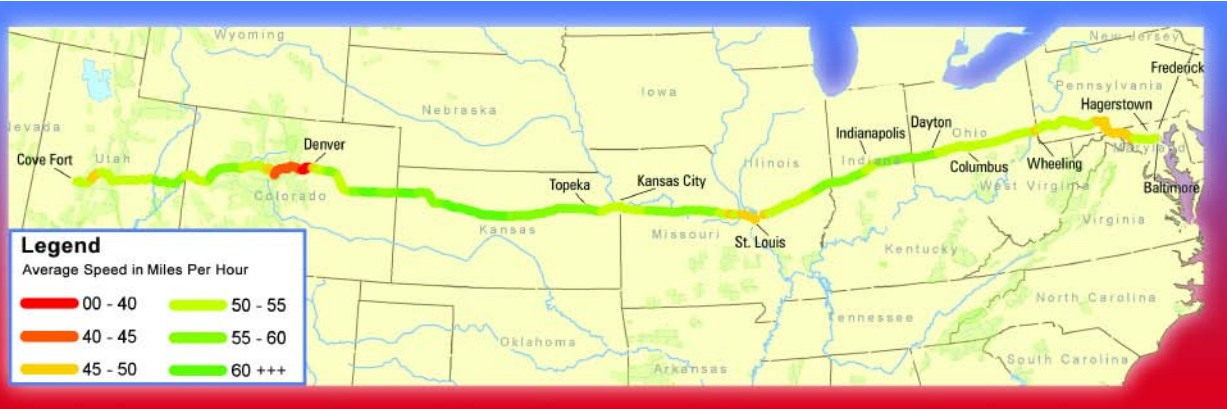 Wyoming
New Jersey
Frederick
Iowa
Pennsylvania
Nebraska
Hagerstown
Nevada
Indianapolis
Dayton
Ohio
Denver
Maryland
Cove Fort
Utah
Illinois
Indiana
Columbus
Wheeling
Topeka
Kansas City
West Virginia
Baltimore
Colorado
Virginia
Kansas
Missouri
St. Louis
Kentucky
Legend
Average Speed in Miles Per Hour
00 - 40
50 - 55
40 - 45
55 - 60
45 - 50
60 +++
North Carolina
Tennessee
Oklahoma
South Carolina
Arkansas